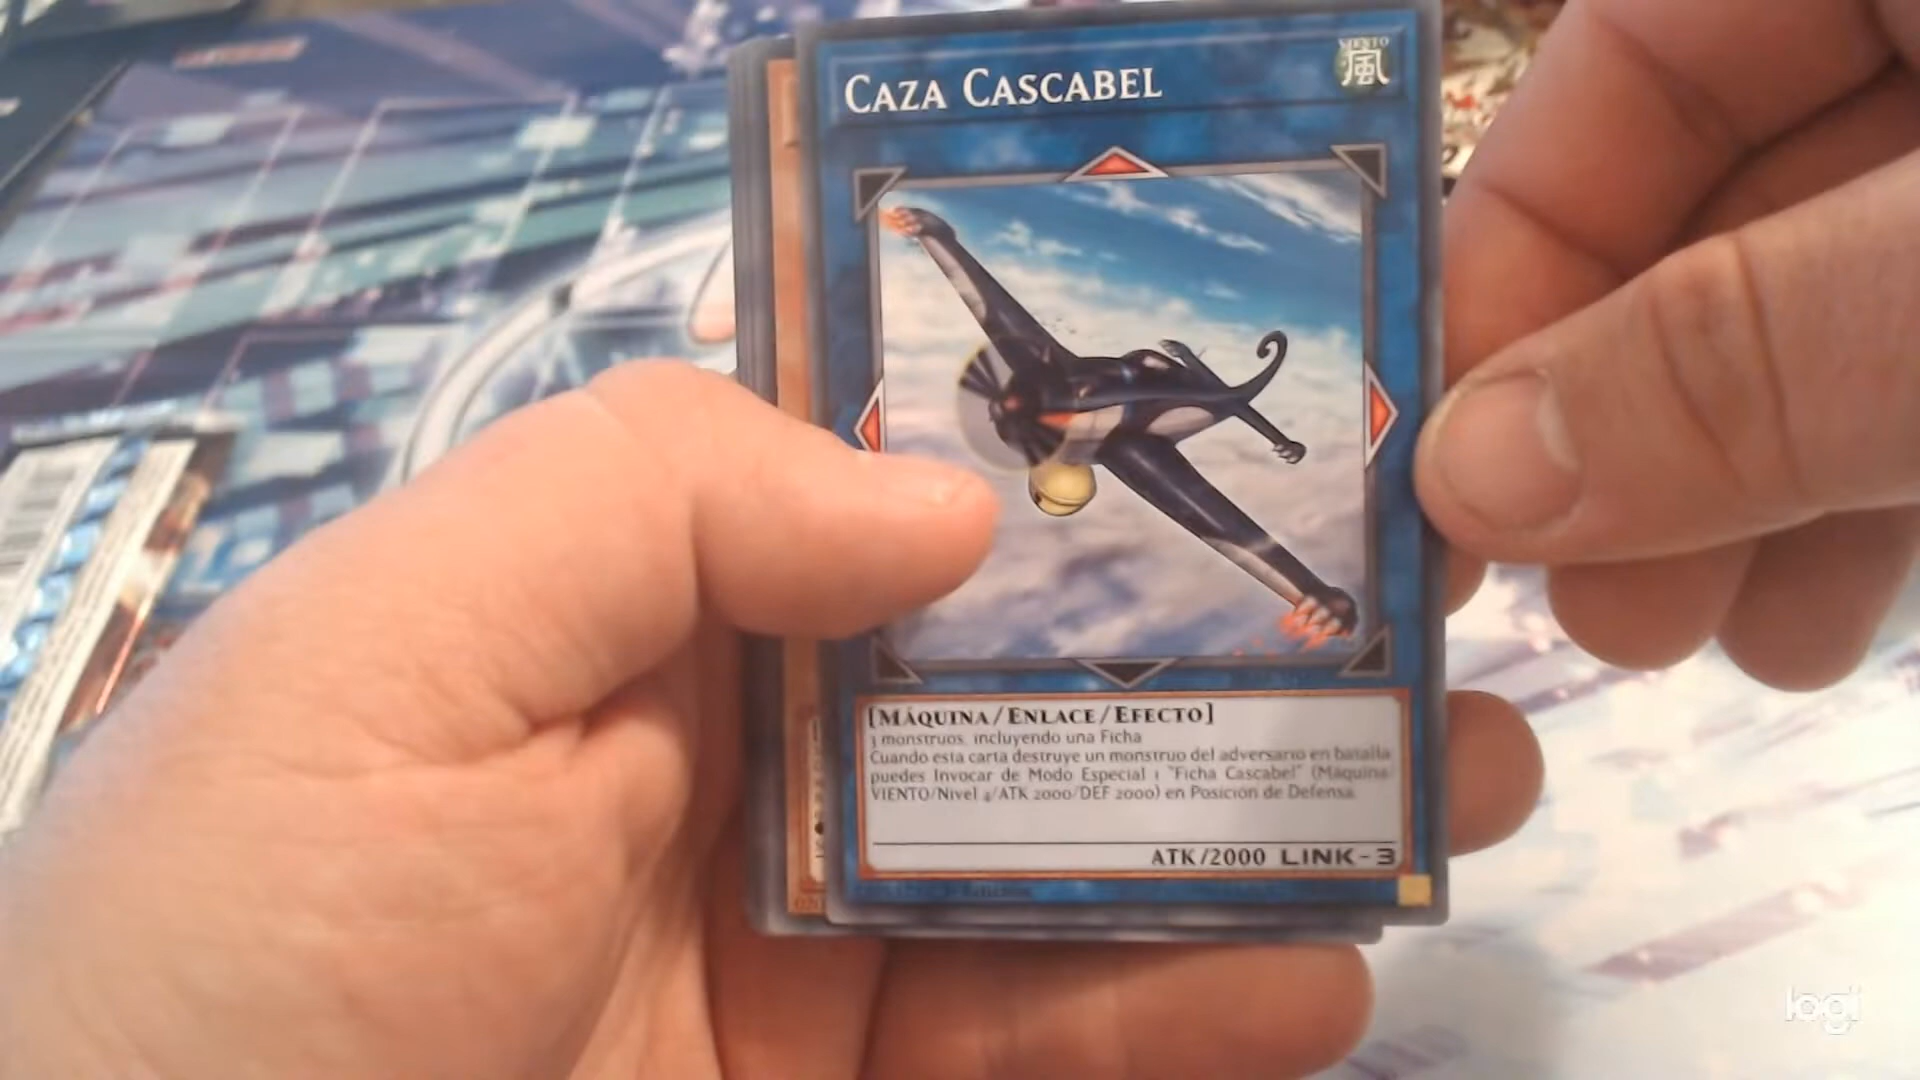 VIENTO
風
CAZA CASCABEL
[MÁQUINA/ENLACE/EFECTO]
3 monstruos, incluyendo una Ficha
Cuando esta carta destruye un monstruo del adversario en batalla
puedes Invocar de Modo Especial 1 "Ficha Cascabel" (Máquina/
VIENTO/Nivel 4/ATK 2000/DEF 2000) en Posición de Defensa.
ATK/2000 LINK-3
logi